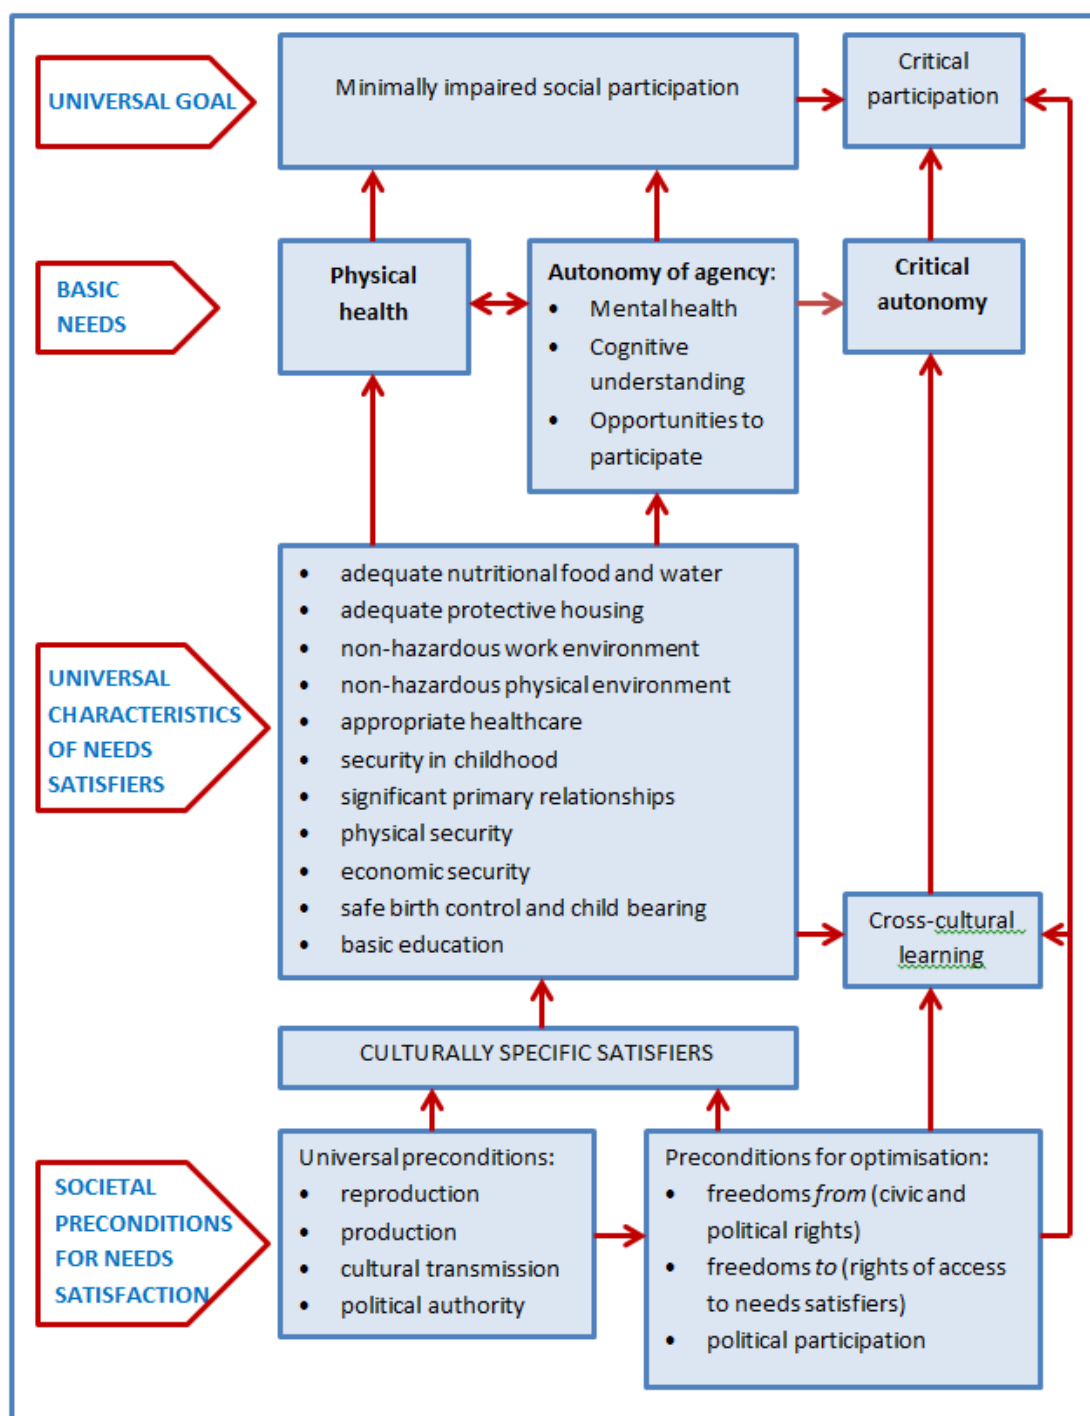 UNIVERSAL GOAL
Minimally impaired social participation
Critical
participation
BASIC
NEEDS
Physical
health
Autonomy of agency:
• Mental health
• Cognitive
understanding
• Opportunities to
participate
Critical
autonomy
UNIVERSAL
CHARACTERISTICS
OF NEEDS
SATISFIERS
• adequate nutritional food and water
• adequate protective housing
• non-hazardous work environment
• non-hazardous physical environment
• appropriate healthcare
• security in childhood
• significant primary relationships
• physical security
• economic security
• safe birth control and child bearing
• basic education
Cross-cultural
learning
CULTURALLY SPECIFIC SATISFIERS
SOCIETAL
PRECONDITIONS
FOR NEEDS
SATISFACTION
Universal preconditions:
• reproduction
• production
• cultural transmission
• political authority
Preconditions for optimisation:
• freedoms from (civic and
political rights)
• freedoms to (rights of access
to needs satisfiers)
• political participation